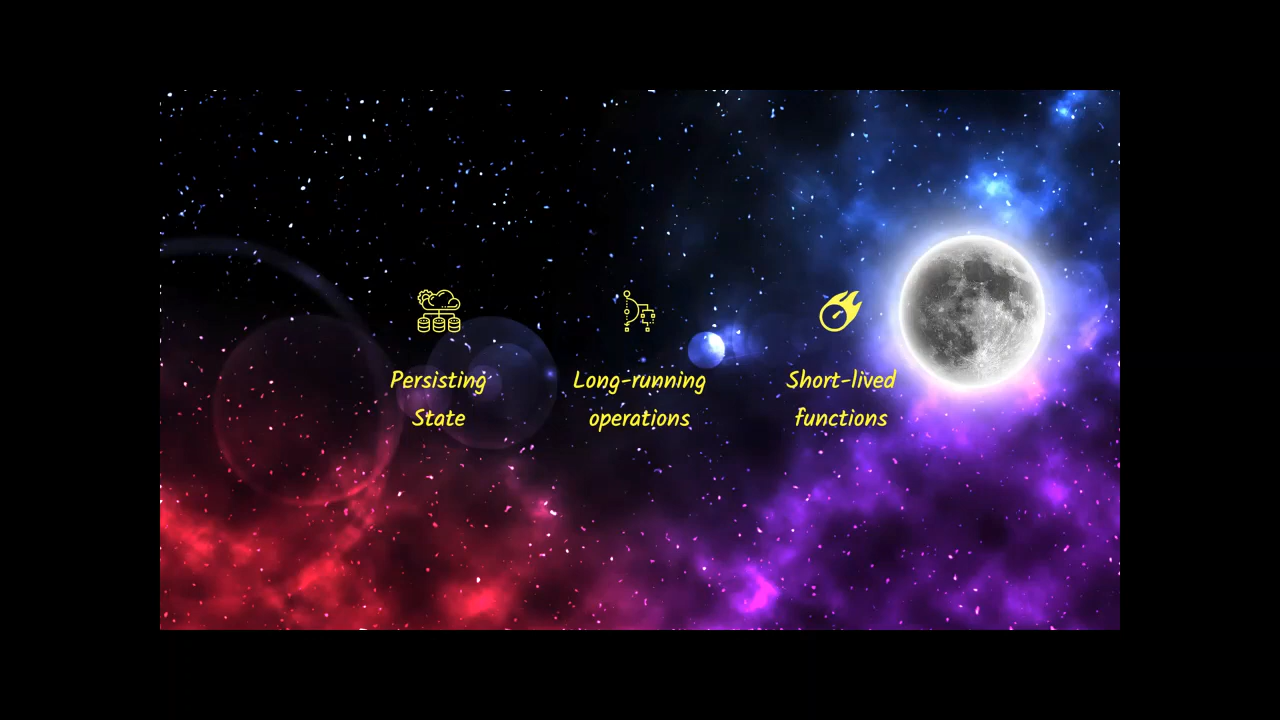 Persisting
State
Long-running
operations
Short-lived
functions